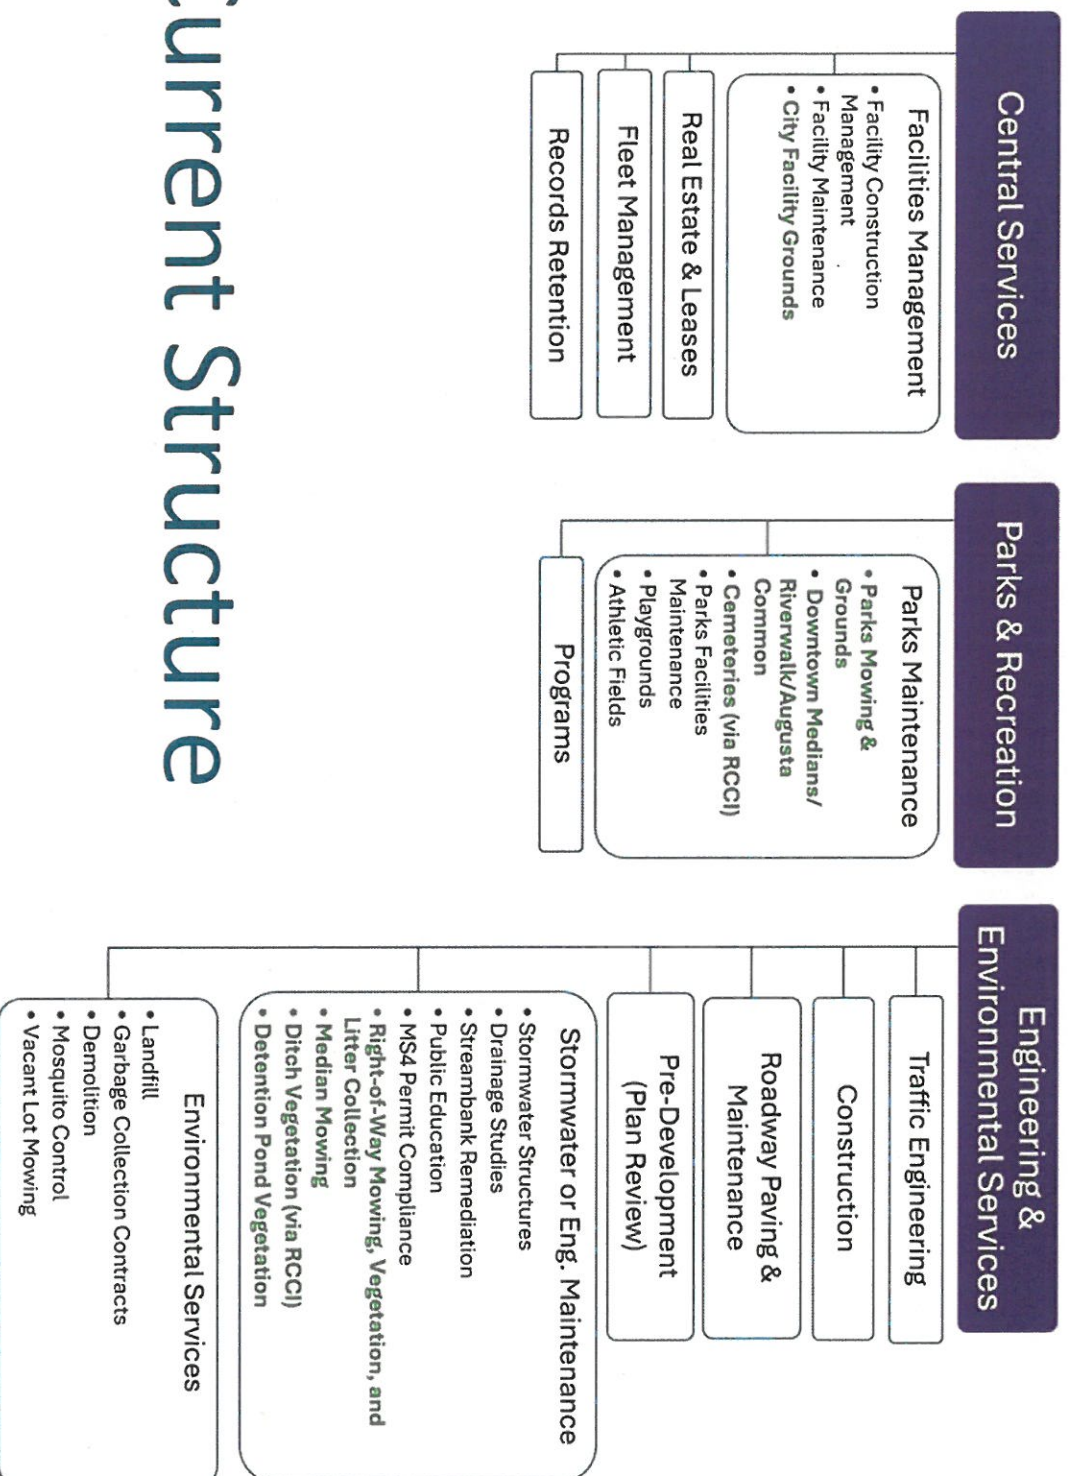 Central Services
Facilities Management
• Facility Construction
Management
• Facility Maintenance
• City Facility Grounds
Real Estate & Leases
Fleet Management
Records Retention
Parks & Recreation
Parks Maintenance
• Parks Mowing &
Grounds
• Downtown Medians/
Riverwalk/Augusta
Common
• Cemeteries (via RCCI)
• Parks Facilities
Maintenance
• Playgrounds
• Athletic Fields
Programs
Engineering &
Environmental Services
Traffic Engineering
Construction
Roadway Paving &
Maintenance
Pre-Development
(Plan Review)
Stormwater or Eng. Maintenance
• Stormwater Structures
• Drainage Studies
• Streambank Remediation
• Public Education
• MS4 Permit Compliance
• Right-of-Way Mowing, Vegetation, and
Litter Collection
• Median Mowing
• Ditch Vegetation (via RCCI)
• Detention Pond Vegetation
Environmental Services
• Landfill
• Garbage Collection Contracts
• Demolition
• Mosquito Control
• Vacant Lot Mowing
Current Structure